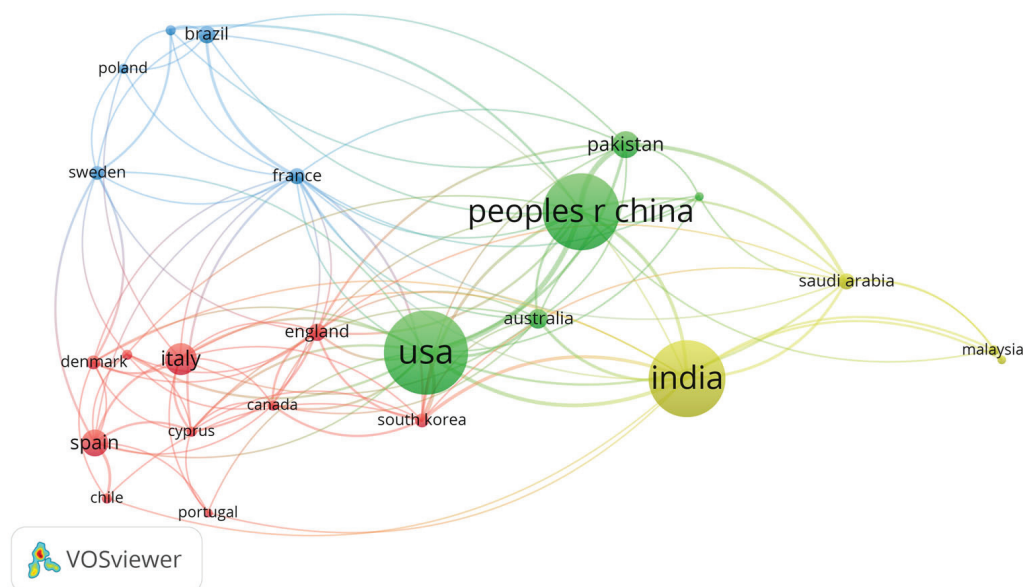 brazil
poland
pakistan
sweden
france
peoples r china
saudi arabia
australia
england
usa
malaysia
denmark
italy
india
canada
south korea
cyprus
spain
chile
portugal
VOSviewer